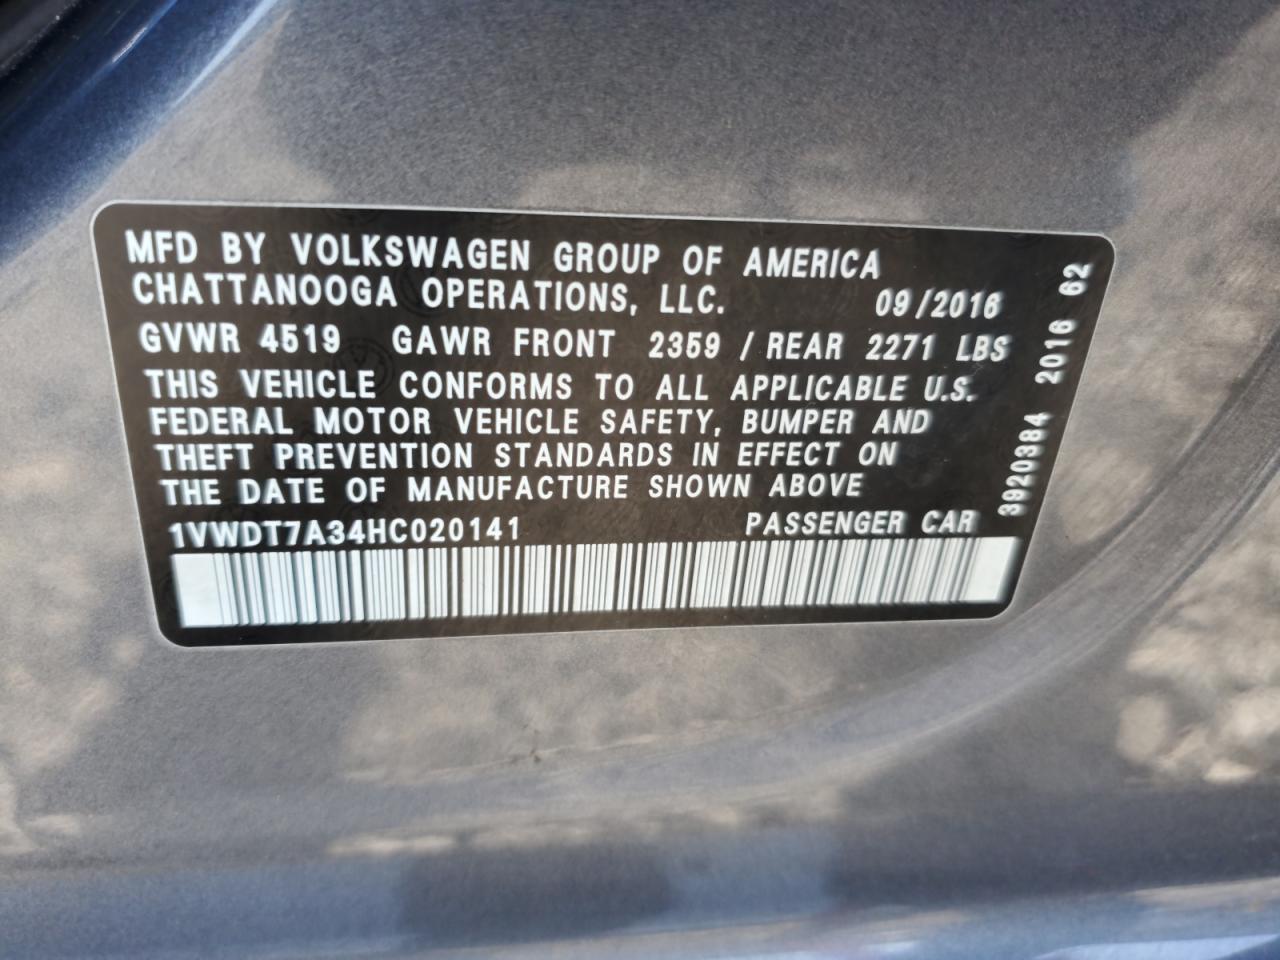 MFD BY VOLKSWAGEN GROUP OF AMERICA
CHATTANOOGA OPERATIONS, LLC. 09/2016
GVWR 4519 GAWR FRONT 2359 / REAR 2271 LBS
THIS VEHICLE CONFORMS TO ALL APPLICABLE U.S.
FEDERAL MOTOR VEHICLE SAFETY, BUMPER AND
THEFT PREVENTION STANDARDS IN EFFECT ON
THE DATE OF MANUFACTURE SHOWN ABOVE
1VWDT7A34HC020141 PASSENGER CAR
3920384 2016 62